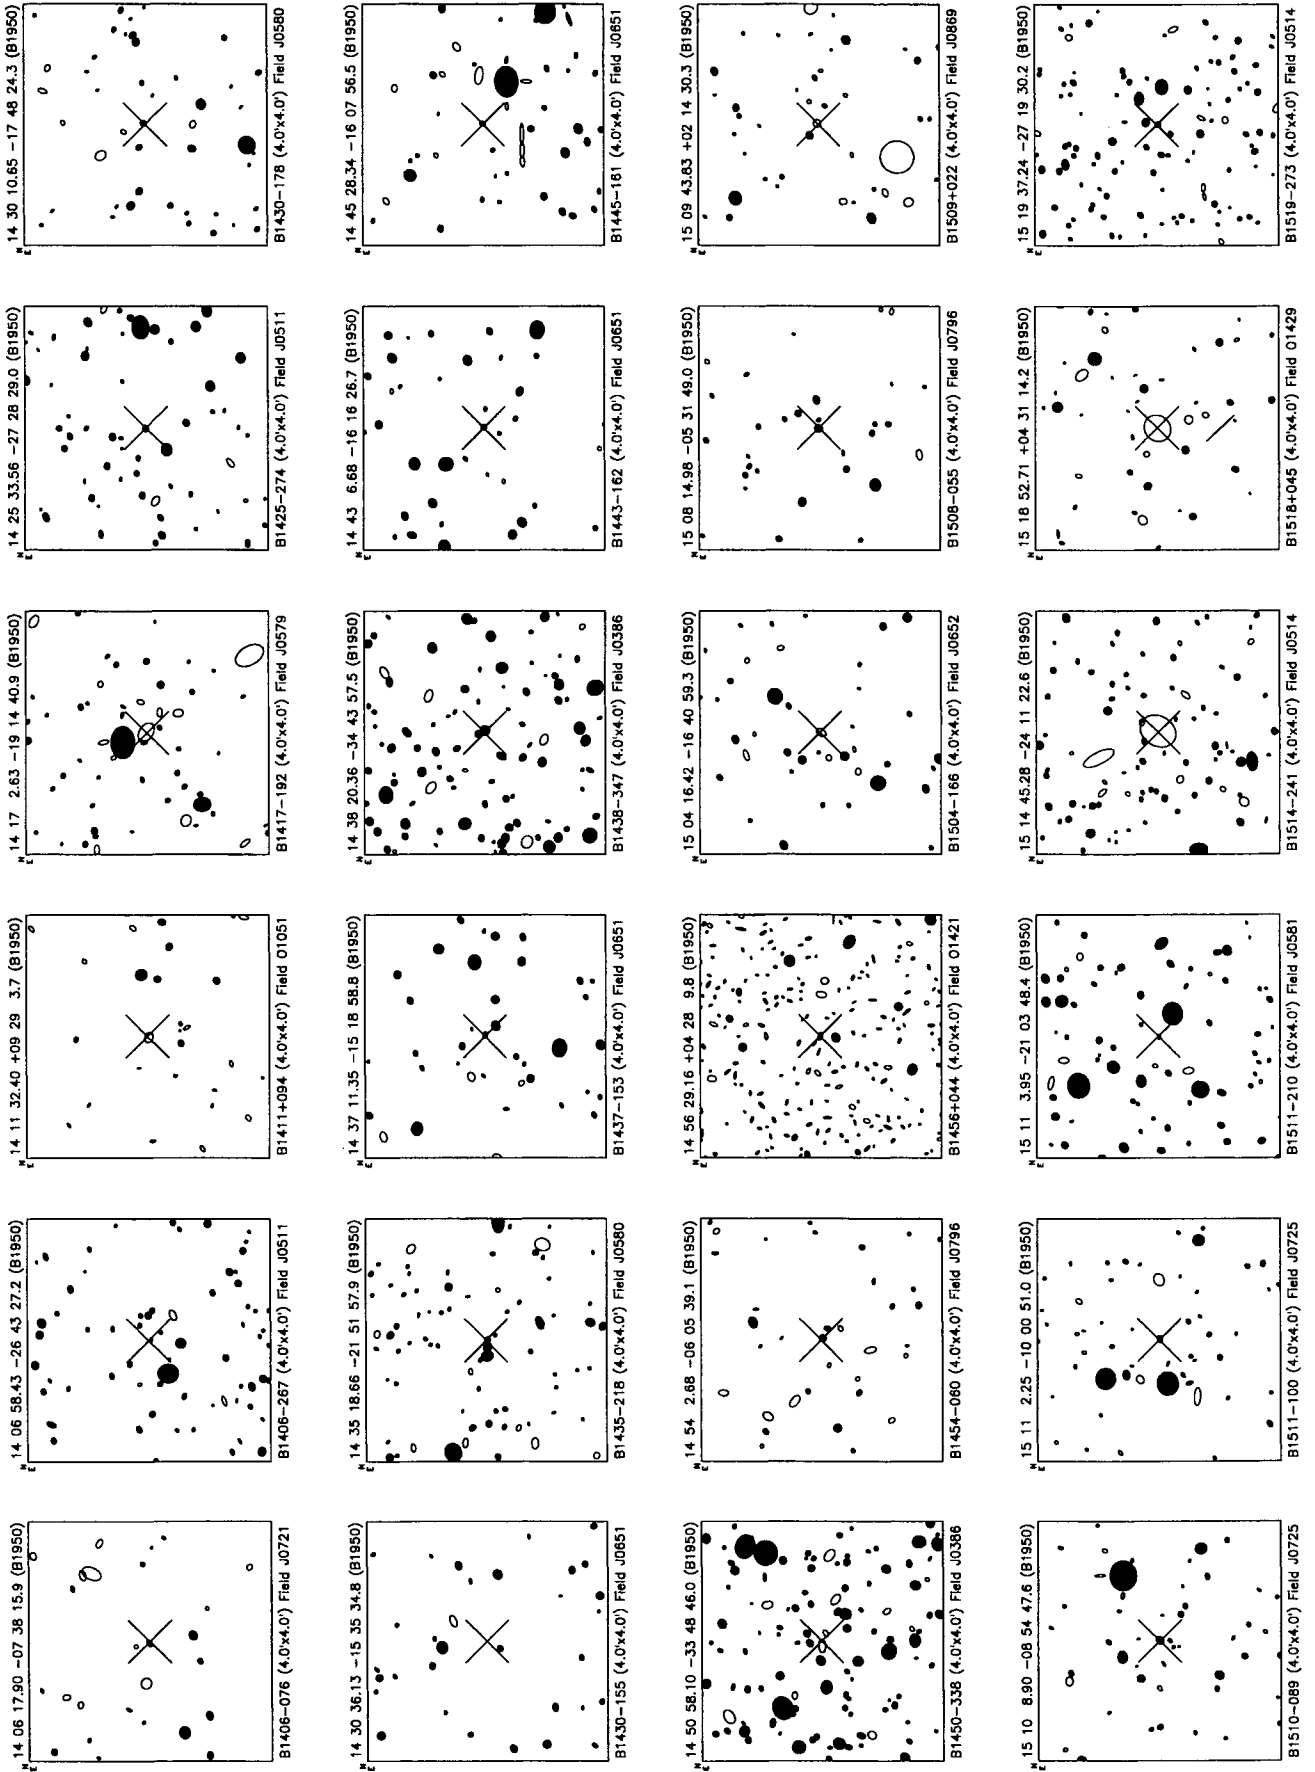 14 06 17.90 -07 38 15.9 (B1950)
N
E
B1406-076 (4.0'x4.0') Field J0721
14 06 58.43 -26 43 27.2 (B1950)
N
E
B1406-267 (4.0'x4.0') Field J0511
14 11 32.40 +09 29 3.7 (B1950)
N
E
B1411+094 (4.0'x4.0') Field O1051
14 17 2.63 -19 14 40.9 (B1950)
N
E
B1417-192 (4.0'x4.0') Field J0579
14 25 33.56 -27 28 29.0 (B1950)
N
E
B1425-274 (4.0'x4.0') Field J0511
14 30 10.65 -17 48 24.3 (B1950)
N
E
B1430-178 (4.0'x4.0') Field J0580
14 30 36.13 -15 35 34.8 (B1950)
N
E
B1430-155 (4.0'x4.0') Field J0651
14 35 18.66 -21 51 57.9 (B1950)
N
E
B1435-218 (4.0'x4.0') Field J0580
14 37 11.35 -15 18 58.8 (B1950)
N
E
B1437-153 (4.0'x4.0') Field J0651
14 38 20.36 -34 43 57.5 (B1950)
N
E
B1438-347 (4.0'x4.0') Field J0386
14 43 6.68 -16 16 26.7 (B1950)
N
E
B1443-162 (4.0'x4.0') Field J0651
14 45 28.34 -16 07 56.5 (B1950)
N
E
B1445-161 (4.0'x4.0') Field J0651
14 50 58.10 -33 48 46.0 (B1950)
N
E
B1450-338 (4.0'x4.0') Field J0386
14 54 2.68 -06 05 39.1 (B1950)
N
E
B1454-060 (4.0'x4.0') Field J0796
14 56 29.16 +04 28 9.8 (B1950)
N
E
B1456+044 (4.0'x4.0') Field O1421
15 04 16.42 -16 40 59.3 (B1950)
N
E
B1504-166 (4.0'x4.0') Field J0652
15 08 14.98 -05 31 49.0 (B1950)
N
E
B1508-055 (4.0'x4.0') Field J0796
15 09 43.83 +02 14 30.3 (B1950)
N
E
B1509+022 (4.0'x4.0') Field J0869
15 10 8.90 -08 54 47.6 (B1950)
N
E
B1510-089 (4.0'x4.0') Field J0725
15 11 2.25 -10 00 51.0 (B1950)
N
E
B1511-100 (4.0'x4.0') Field J0725
15 11 3.95 -21 03 48.4 (B1950)
N
E
B1511-210 (4.0'x4.0') Field J0581
15 14 45.28 -24 11 22.6 (B1950)
N
E
B1514-241 (4.0'x4.0') Field J0514
15 18 52.71 +04 31 14.2 (B1950)
N
E
B1518+045 (4.0'x4.0') Field O1429
15 19 37.24 -27 19 30.2 (B1950)
N
E
B1519-273 (4.0'x4.0') Field J0514